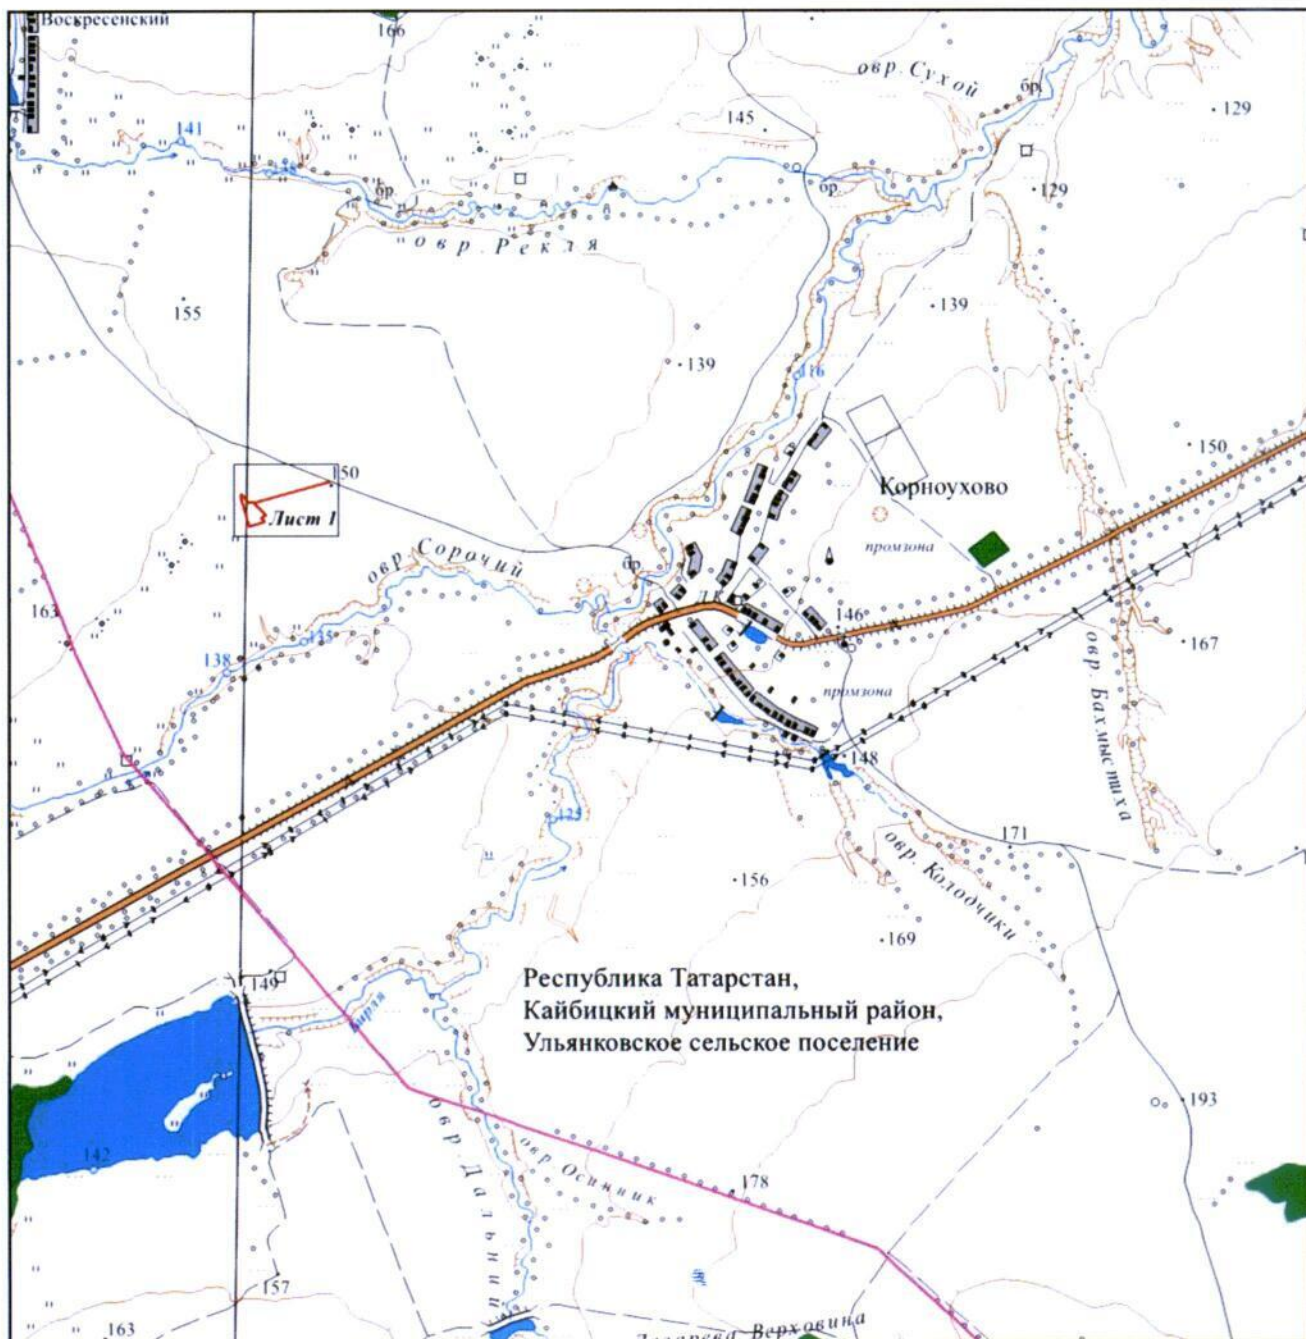 Воскресенский
166
овр. Сухой
бр.
129
145
141
138
бр.
бр.
129
овр. Рекля
155
139
139
116
150
150
Корноухово
Лист 1
промзона
овр. Сорочий
бр.
ДК
146
163
135
138
167
промзона
овр. Бахмыстиха
148
125
171
овр. Колодчики
156
169
149
Бирля
Республика Татарстан,
Кайбицкий муниципальный район,
Ульянковское сельское поселение
193
142
овр. Дальний
овр. Осинник
178
157
163
Верховина